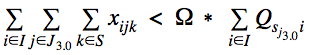 ∑_{i∈I} ∑_{j∈J_{3.0}} ∑_{k∈S} x_{ijk} < Ω * ∑_{i∈I} Q_{s_{j_{3.0}}i}